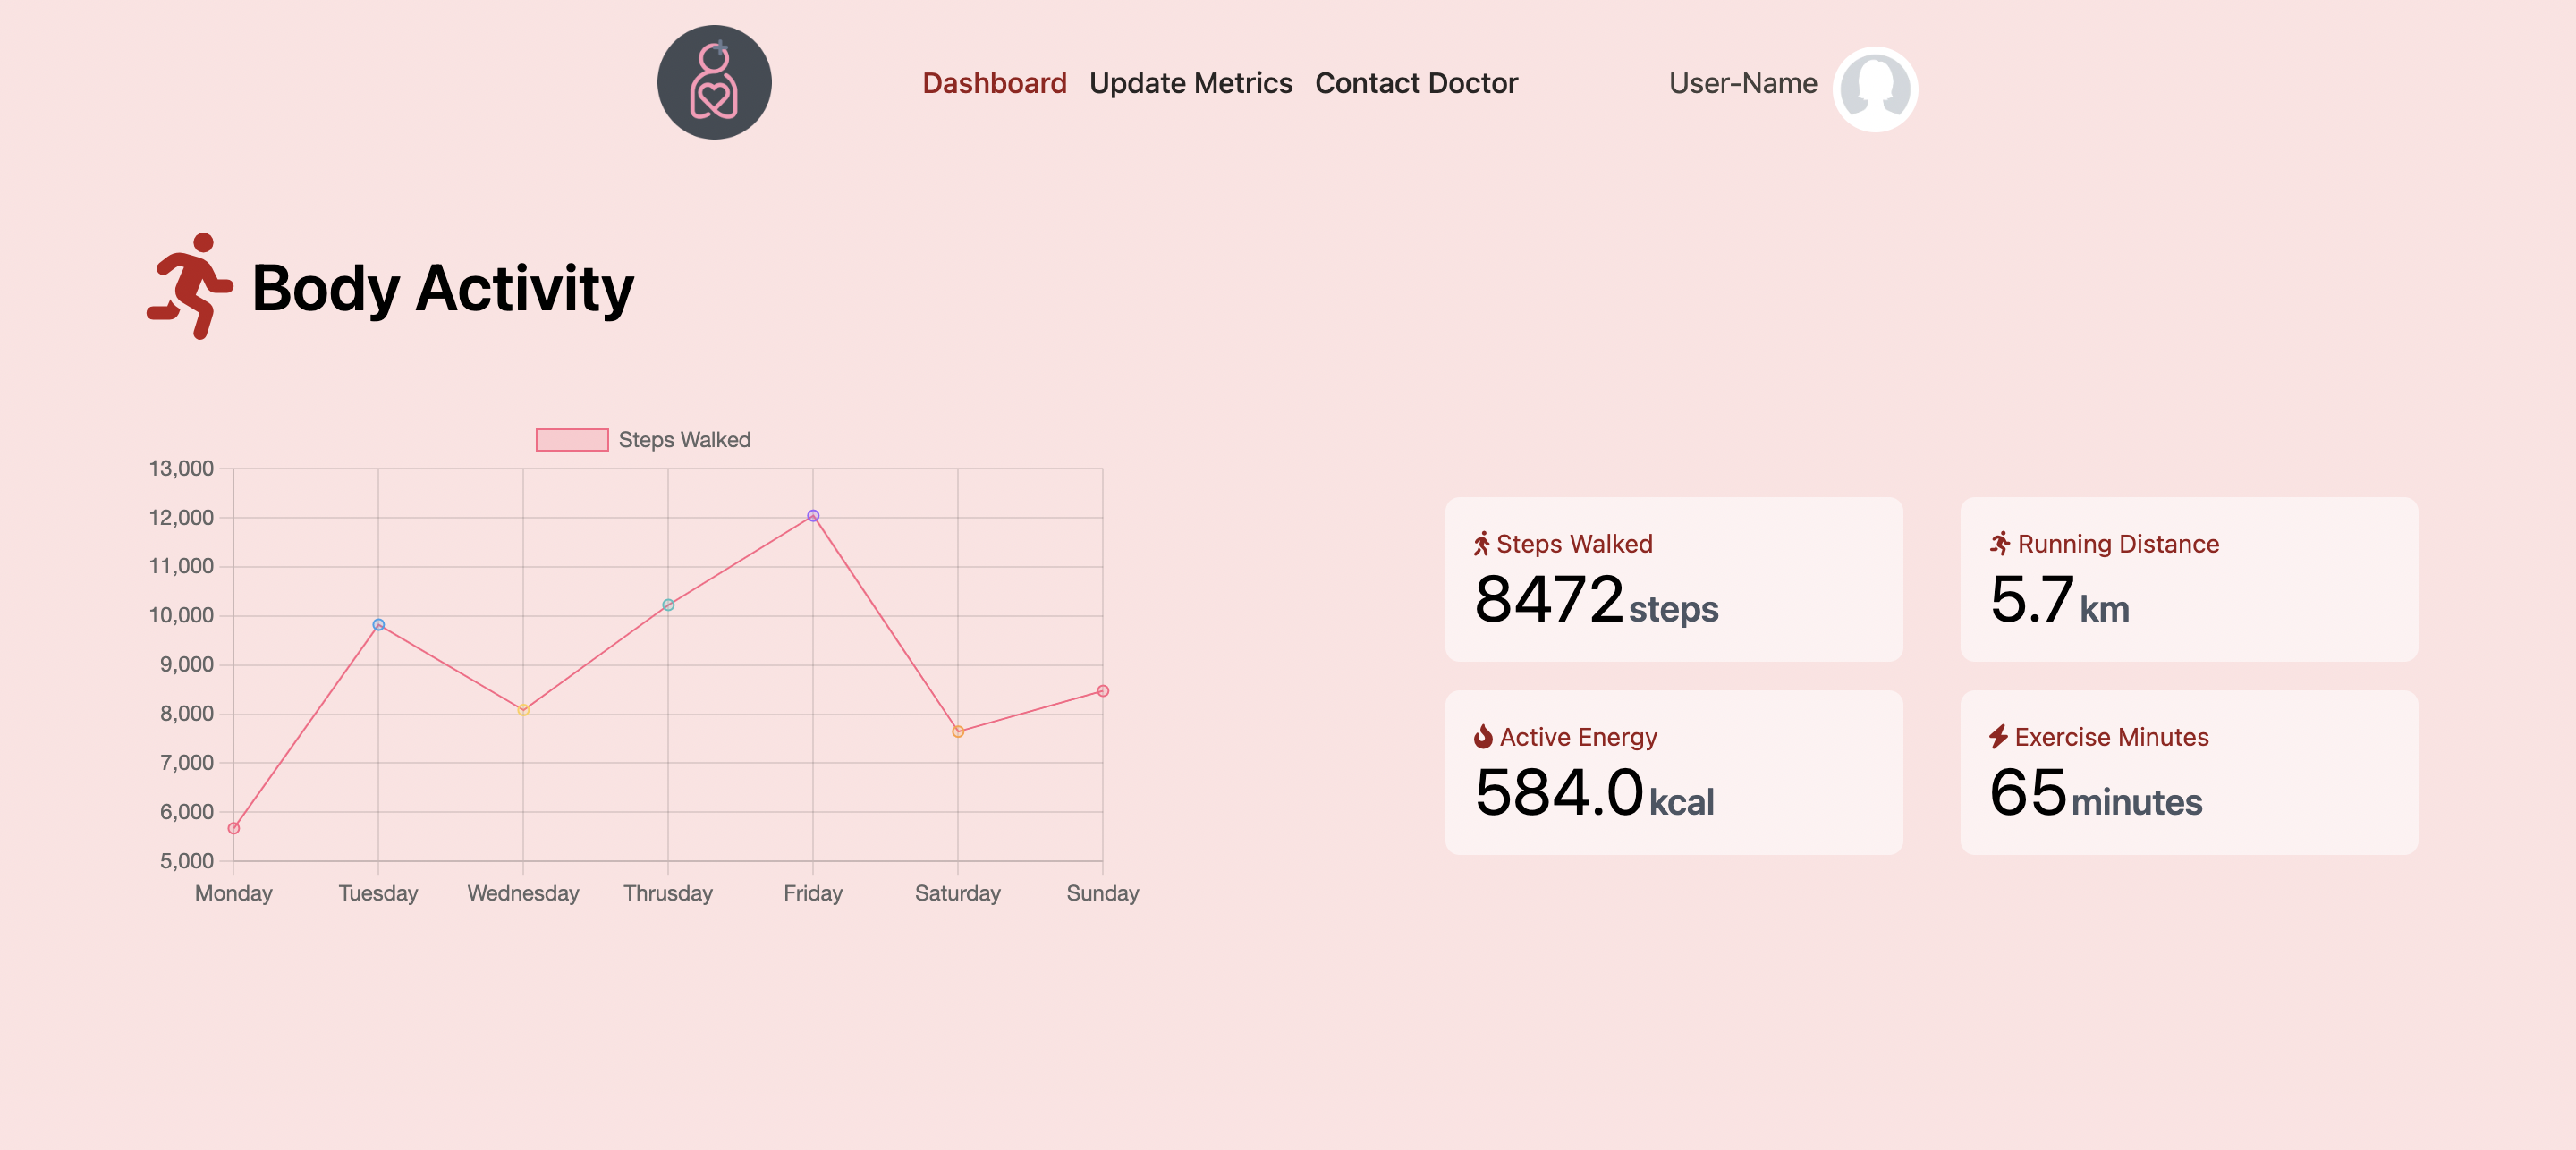 Dashboard Update Metrics Contact Doctor User-Name
Body Activity
Steps Walked
13,000
12,000
11,000
10,000
9,000
8,000
7,000
6,000
5,000
Monday Tuesday Wednesday Thrusday Friday Saturday Sunday
Steps Walked
8472 steps
Running Distance
5.7 km
Active Energy
584.0 kcal
Exercise Minutes
65 minutes